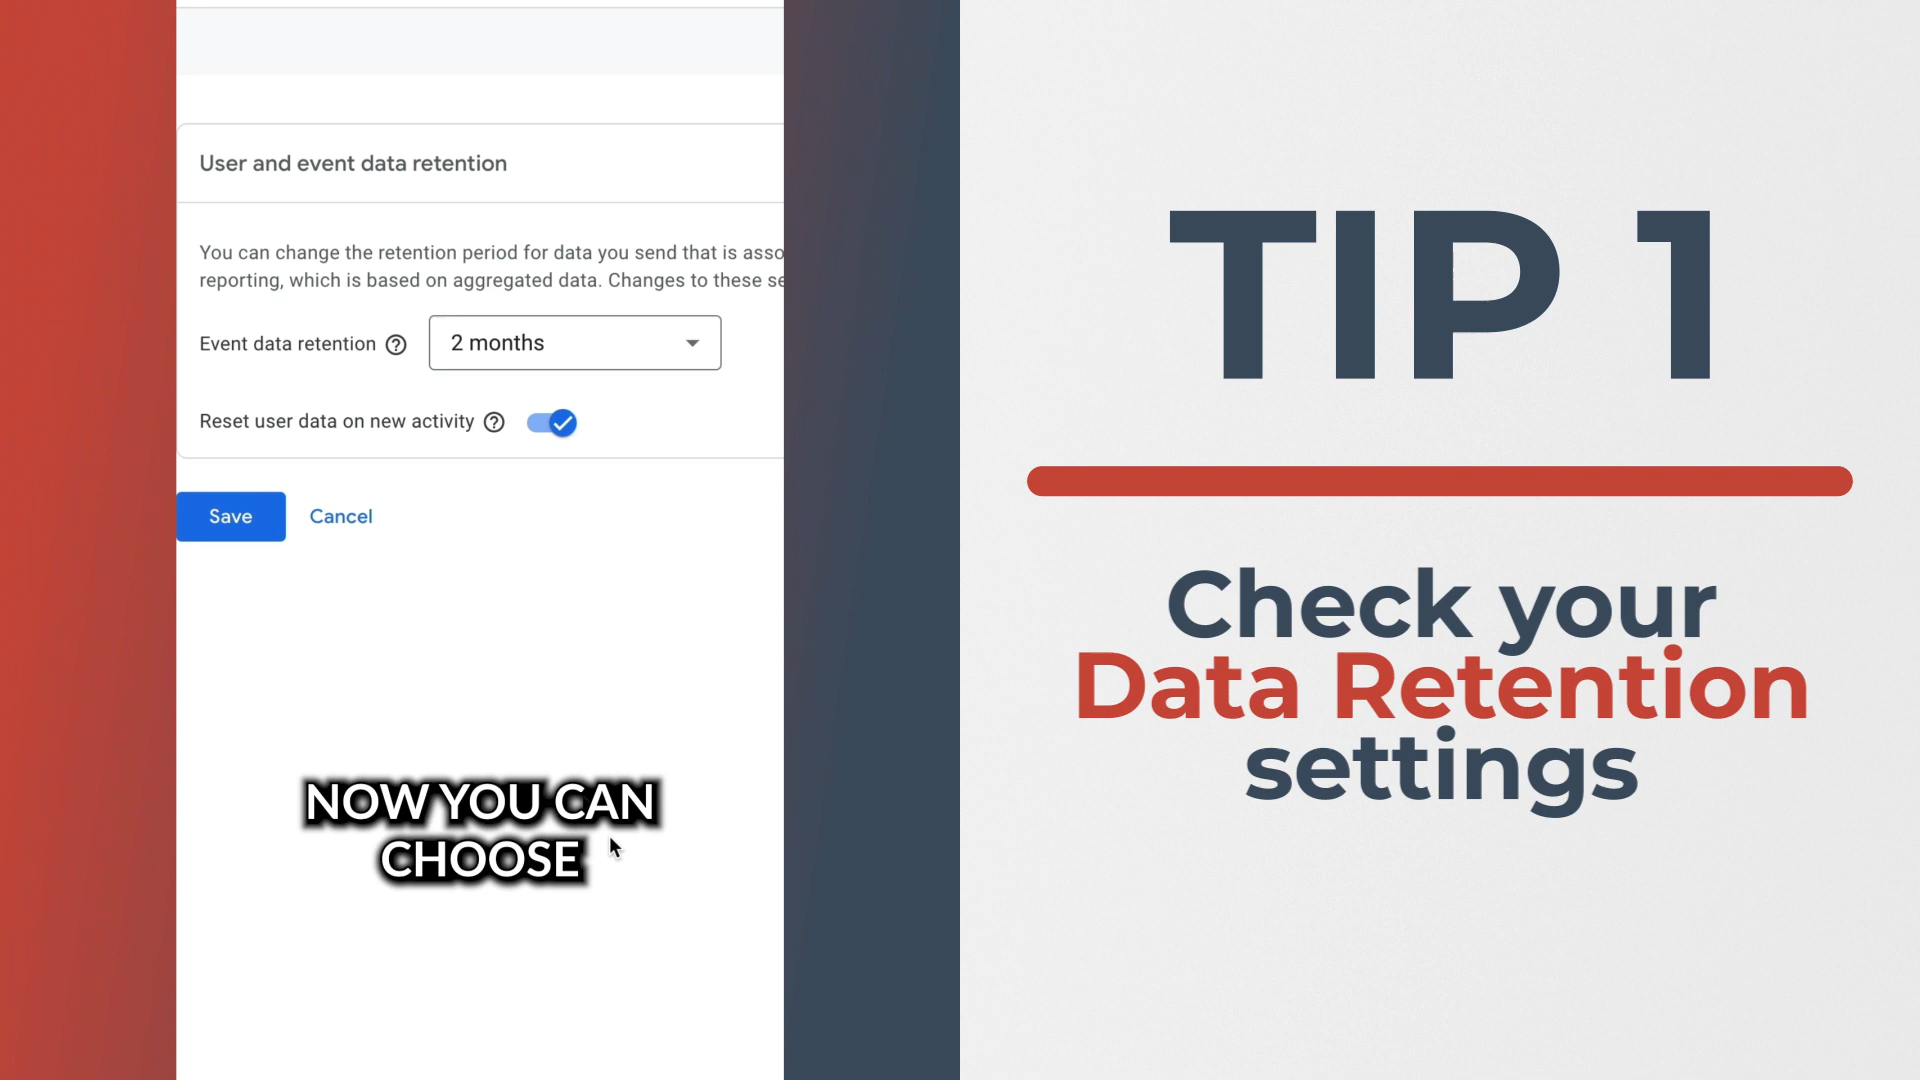 User and event data retention
You can change the retention period for data you send that is asso
reporting, which is based on aggregated data. Changes to these se
Event data retention
2 months
Reset user data on new activity
Save
Cancel
NOW YOU CAN
CHOOSE
TIP 1
Check your
Data Retention
settings